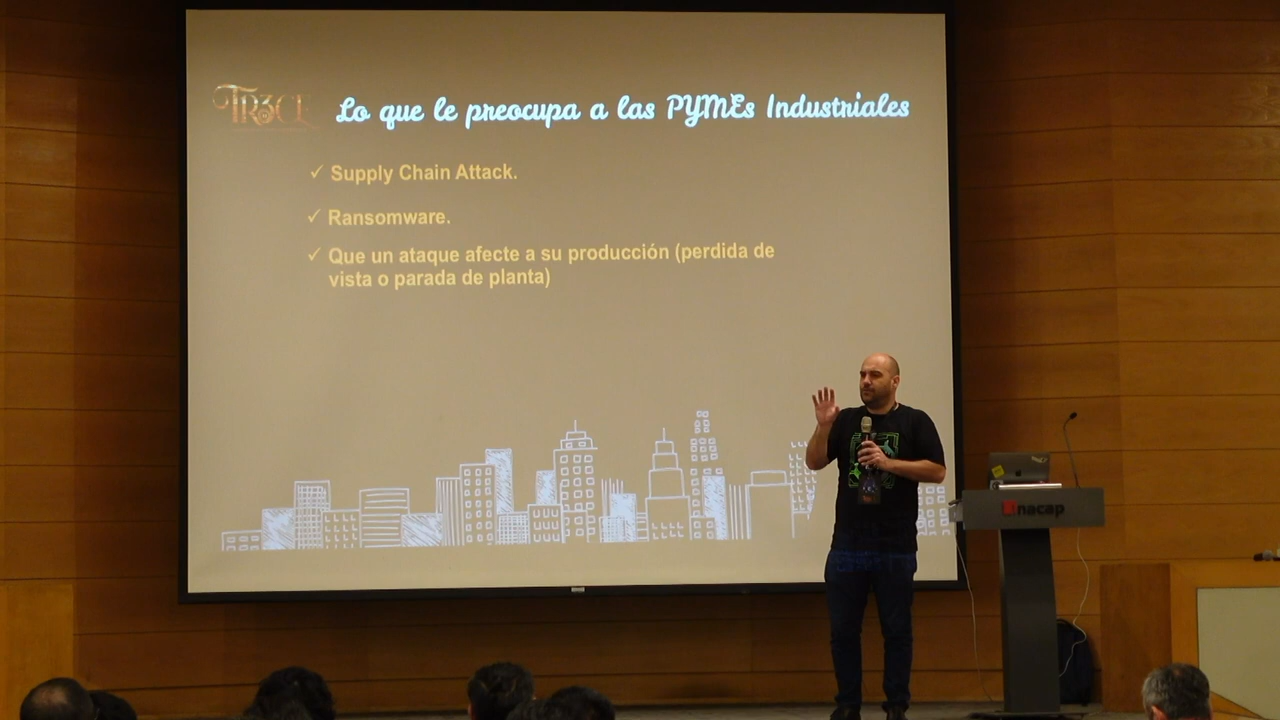 TR3CE
Lo que le preocupa a las PYMEs Industriales
✓ Supply Chain Attack.
✓ Ransomware.
✓ Que un ataque afecte a su producción (perdida de
vista o parada de planta)
inacap